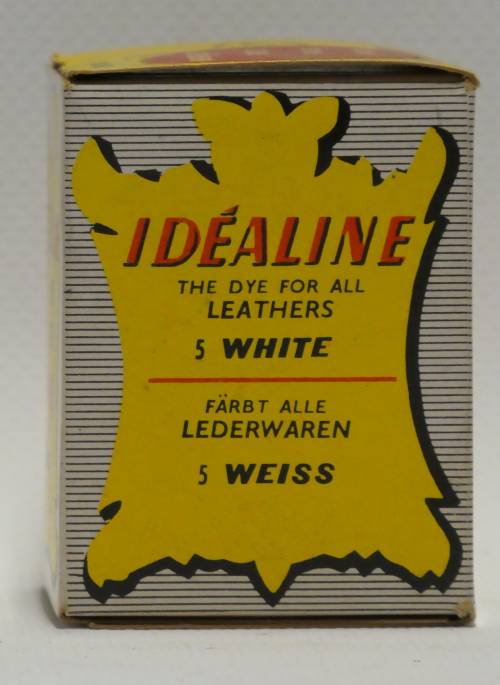 IDÉALINE
THE DYE FOR ALL
LEATHERS
5 WHITE
FÄRBT ALLE
LEDERWAREN
5 WEISS